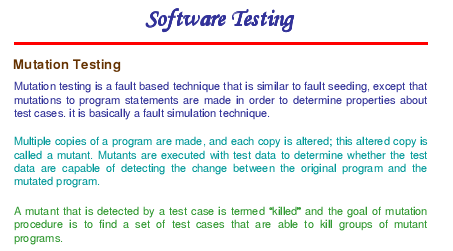 Software Testing
Mutation Testing
Mutation testing is a fault based technique that is similar to fault seeding, except that
mutations to program statements are made in order to determine properties about
test cases. it is basically a fault simulation technique.
Multiple copies of a program are made, and each copy is altered; this altered copy is
called a mutant. Mutants are executed with test data to determine whether the test
data are capable of detecting the change between the original program and the
mutated program.
A mutant that is detected by a test case is termed “killed” and the goal of mutation
procedure is to find a set of test cases that are able to kill groups of mutant
programs.